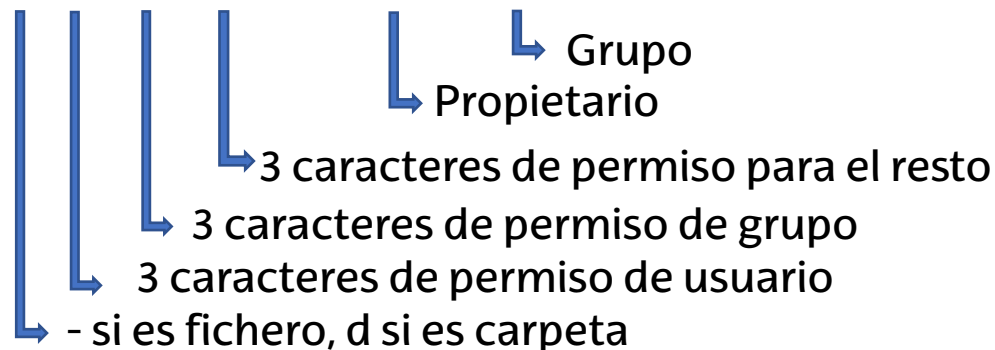 Grupo
Propietario
3 caracteres de permiso para el resto
3 caracteres de permiso de grupo
3 caracteres de permiso de usuario
- si es fichero, d si es carpeta